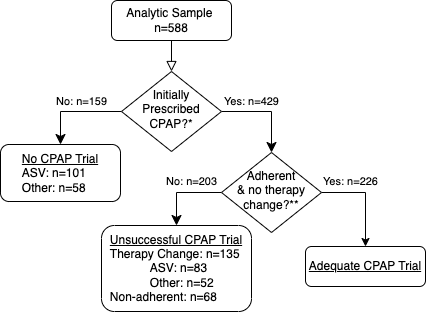 Analytic Sample
n=588
No: n=159
Initially
Prescribed
CPAP?*
Yes: n=429
No CPAP Trial
ASV: n=101
Other: n=58
No: n=203
Adherent
& no therapy
change?**
Yes: n=226
Unsuccessful CPAP Trial
Therapy Change: n=135
ASV: n=83
Other: n=52
Non-adherent: n=68
Adequate CPAP Trial